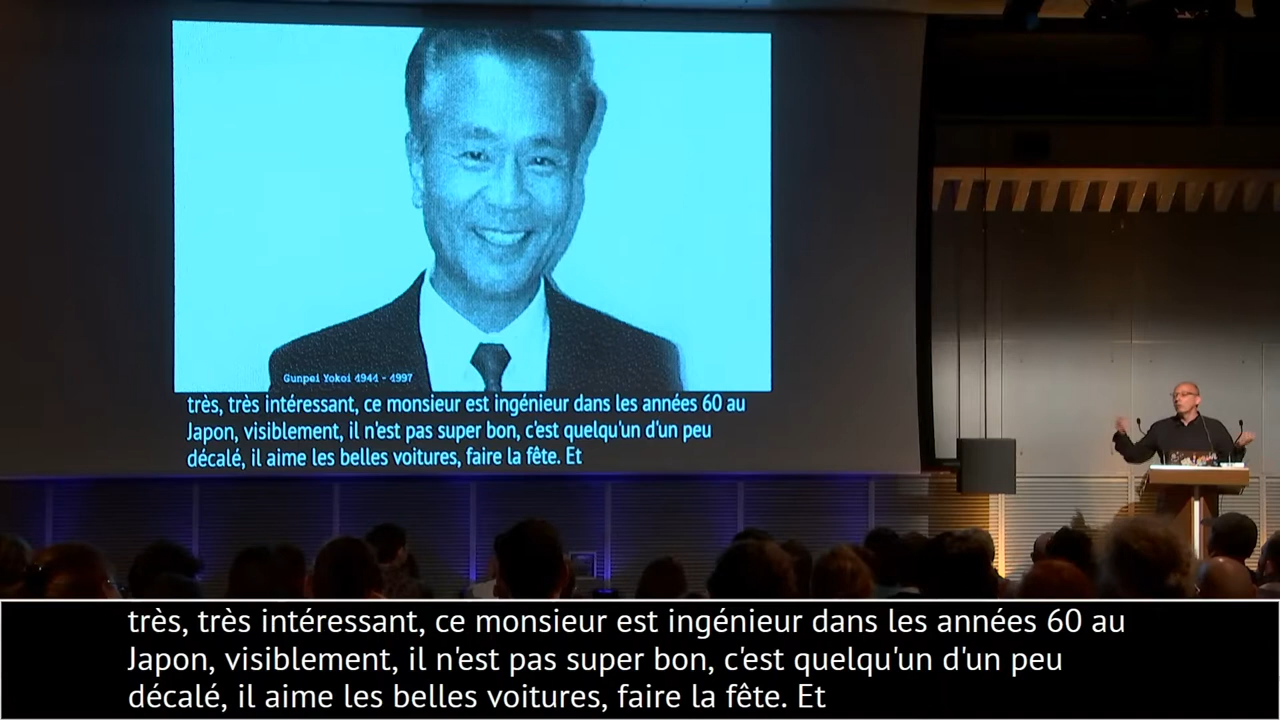 Gunpei Yokoi 1941 - 1997
très, très intéressant, ce monsieur est ingénieur dans les années 60 au
Japon, visiblement, il n'est pas super bon, c'est quelqu'un d'un peu
décalé, il aime les belles voitures, faire la fête. Et
très, très intéressant, ce monsieur est ingénieur dans les années 60 au
Japon, visiblement, il n'est pas super bon, c'est quelqu'un d'un peu
décalé, il aime les belles voitures, faire la fête. Et